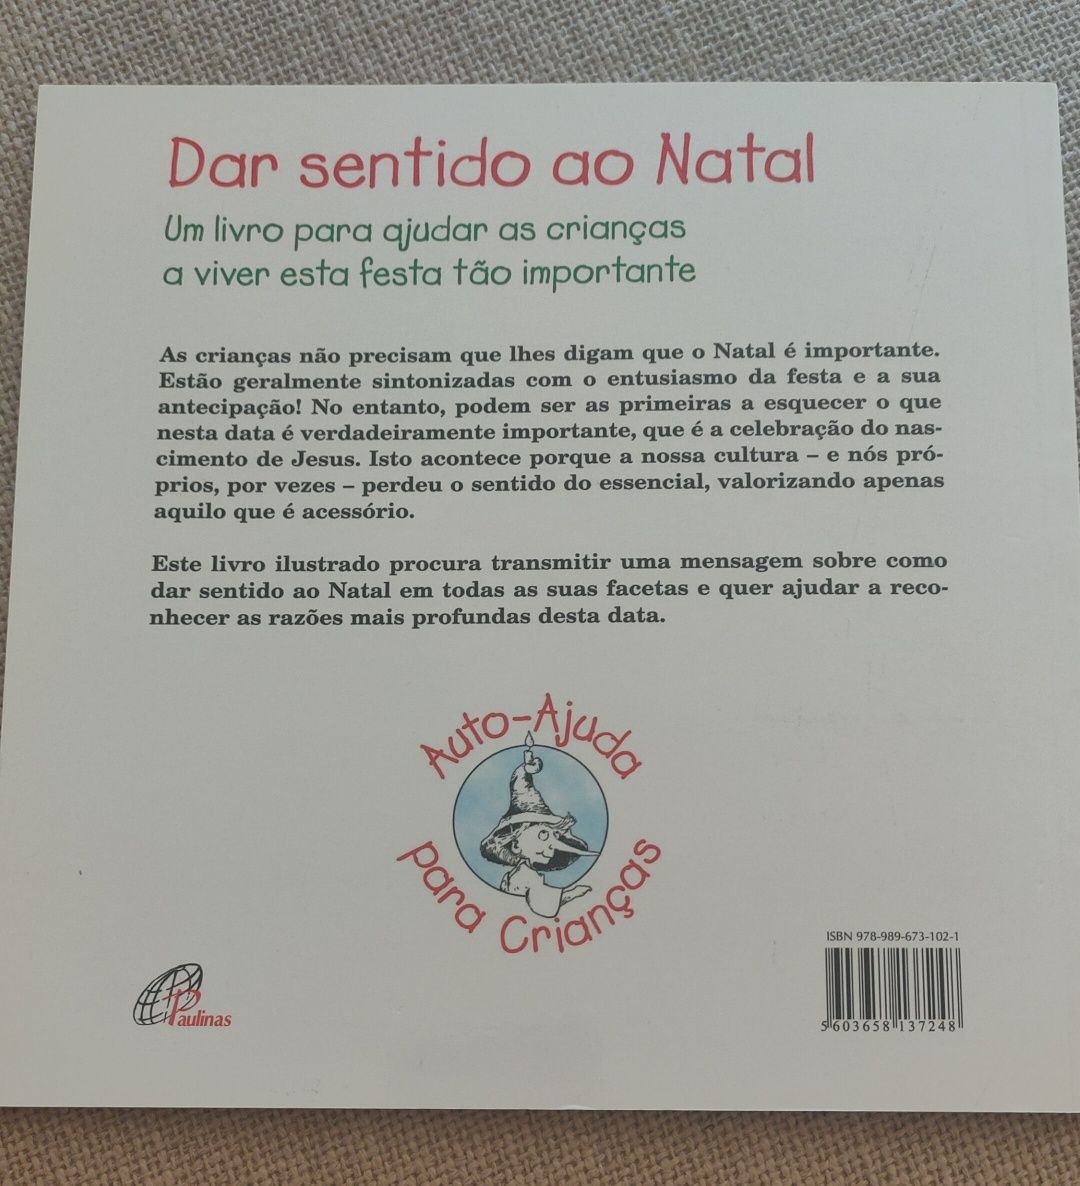 Dar sentido ao Natal
Um livro para ajudar as crianças
a viver esta festa tão importante
As crianças não precisam que lhes digam que o Natal é importante.
Estão geralmente sintonizadas com o entusiasmo da festa e a sua
antecipação! No entanto, podem ser as primeiras a esquecer o que
nesta data é verdadeiramente importante, que é a celebração do nas-
cimento de Jesus. Isto acontece porque a nossa cultura – e nós pró-
prios, por vezes – perdeu o sentido do essencial, valorizando apenas
aquilo que é acessório.
Este livro ilustrado procura transmitir uma mensagem sobre como
dar sentido ao Natal em todas as suas facetas e quer ajudar a reco-
nhecer as razões mais profundas desta data.
Auto-Ajuda
para Crianças
Paulinas
ISBN 978-989-673-102-1
5 603658 137248